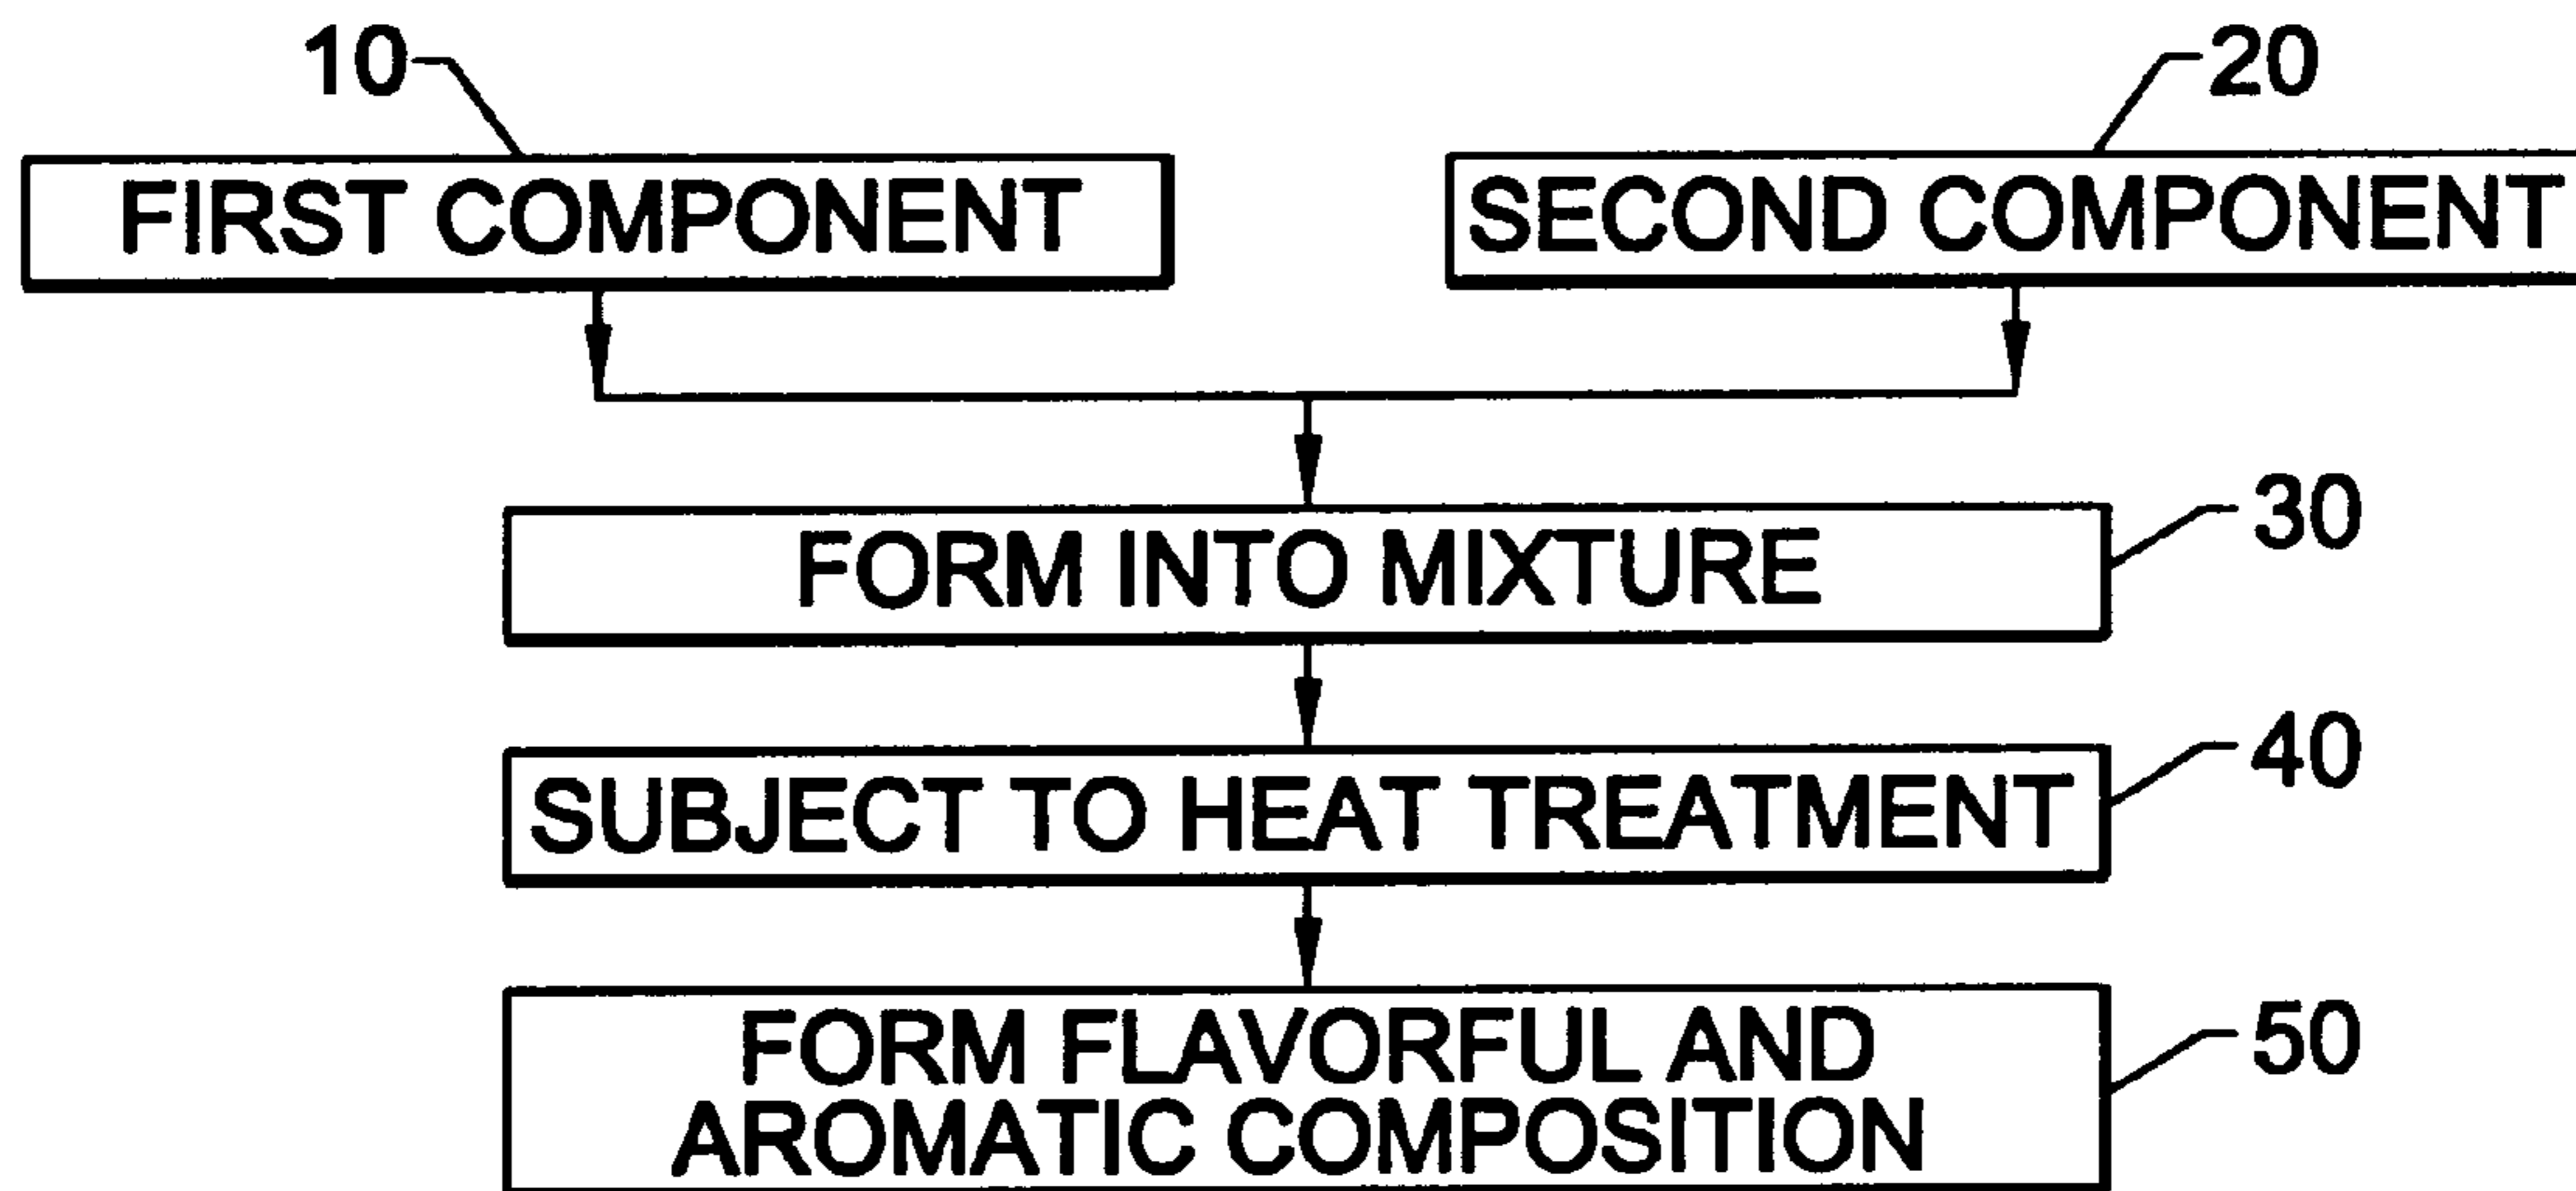 10
20
FIRST COMPONENT
SECOND COMPONENT
FORM INTO MIXTURE
30
SUBJECT TO HEAT TREATMENT
40
FORM FLAVORFUL AND
AROMATIC COMPOSITION
50